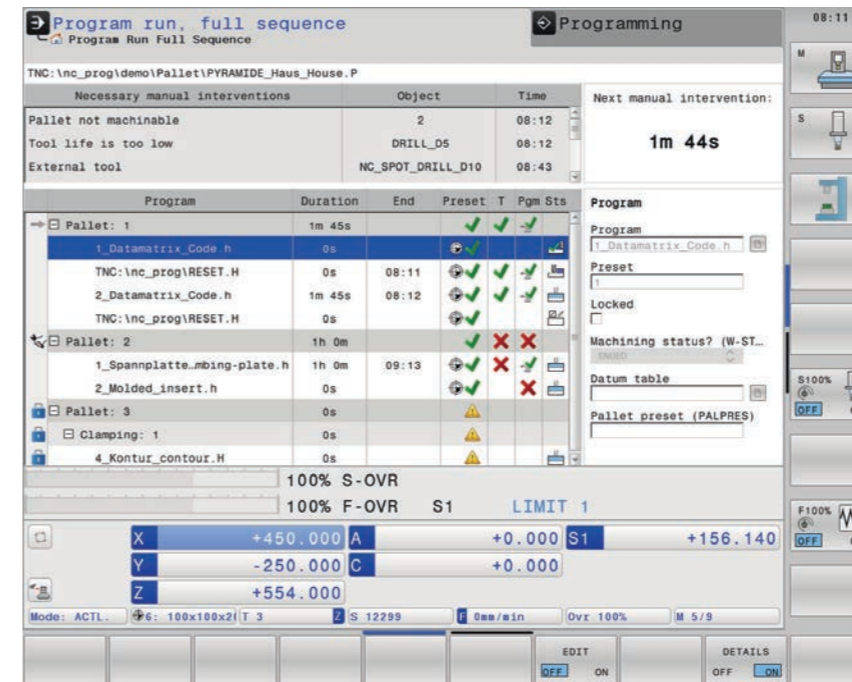 Program run, full sequence
Programming
08:11
Program Run Full Sequence
TNC:\nc_prog\demo\Pallet\PYRAMIDE_Haus_House.P
Necessary manual interventions Object Time
Next manual intervention:
Pallet not machinable 2 08:12
Tool life is too low DRILL_D5 08:12
1m 44s
External tool NC_SPOT_DRILL_D10 08:43
M
S
Program Duration End Preset T Pgm Sts
Program
Pallet: 1 1m 45s
Program
1_Datamatrix_Code.h 0s
1_Datamatrix_Code.h
TNC:\nc_prog\RESET.H 0s 08:11
Preset
1
2_Datamatrix_Code.h 1m 45s 08:12
Locked
TNC:\nc_prog\RESET.H 0s
Pallet: 2 1h 0m
Machining status? (W-ST…
ENDED
1_Spannplatte…mbing-plate.h 1h 0m 09:13
Datum table
2_Molded_insert.h 0s
Pallet: 3 0s
Pallet preset (PALPRES)
Clamping: 1 0s
4_Kontur_contour.H 0s
S100%
OFF
100% S-OVR
100% F-OVR S1 LIMIT 1
F100%
OFF
X +450.000 A +0.000 S1 +156.140
Y -250.000 C +0.000
Z +554.000
Mode: ACTL. 6: 100x100x2 T 3 Z S 12299 F 0mm/min Ovr 100% M 5/9
EDIT
OFF ON
DETAILS
OFF ON